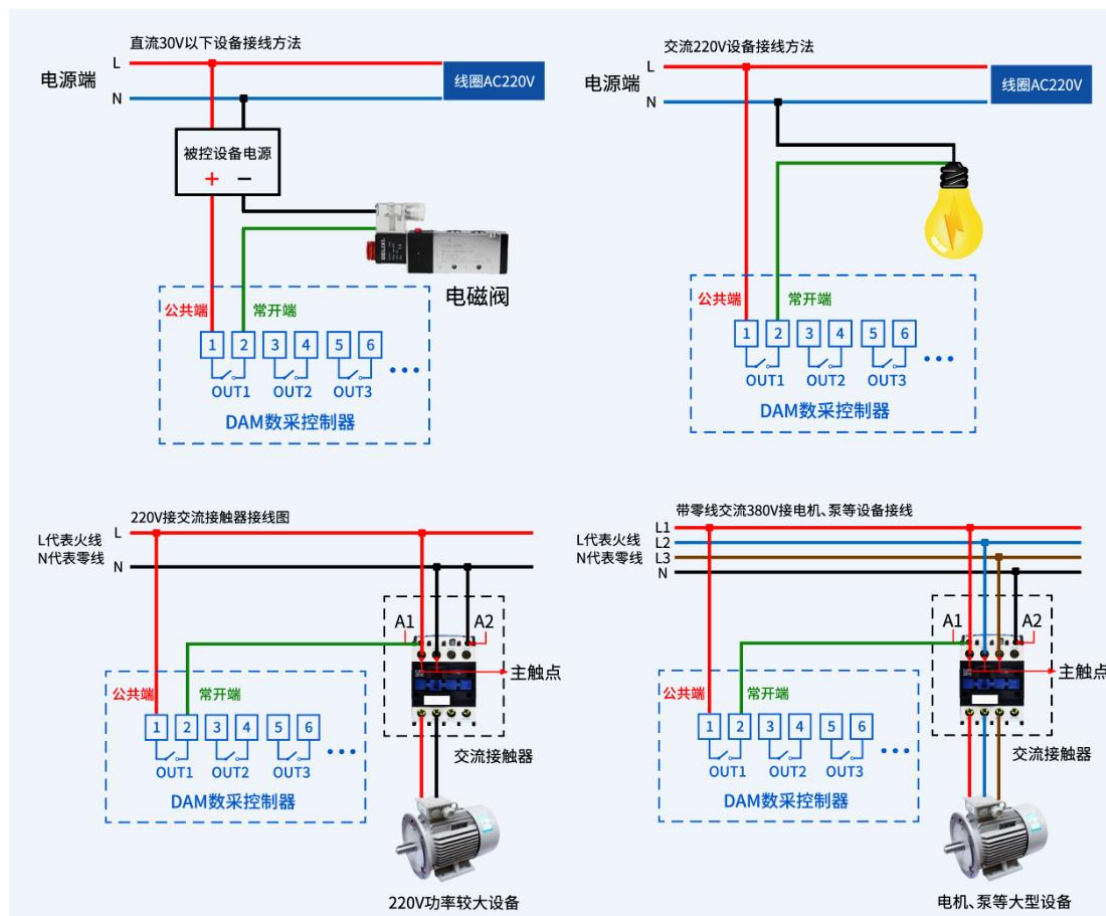 直流30V以下设备接线方法
L
电源端
线圈AC220V
N
被控设备电源
+ −
电磁阀
公共端
常开端
1 2 3 4 5 6
OUT1 OUT2 OUT3
DAM数采控制器
交流220V设备接线方法
L
电源端
线圈AC220V
N
公共端
常开端
1 2 3 4 5 6
OUT1 OUT2 OUT3
DAM数采控制器
220V接交流接触器接线图
L
L代表火线
N代表零线
N
A1
A2
主触点
公共端
常开端
1 2 3 4 5 6
OUT1 OUT2 OUT3
交流接触器
DAM数采控制器
220V功率较大设备
带零线交流380V接电机、泵等设备接线
L1
L代表火线
L2
N代表零线
L3
N
A1
A2
主触点
公共端
常开端
1 2 3 4 5 6
OUT1 OUT2 OUT3
交流接触器
DAM数采控制器
电机、泵等大型设备